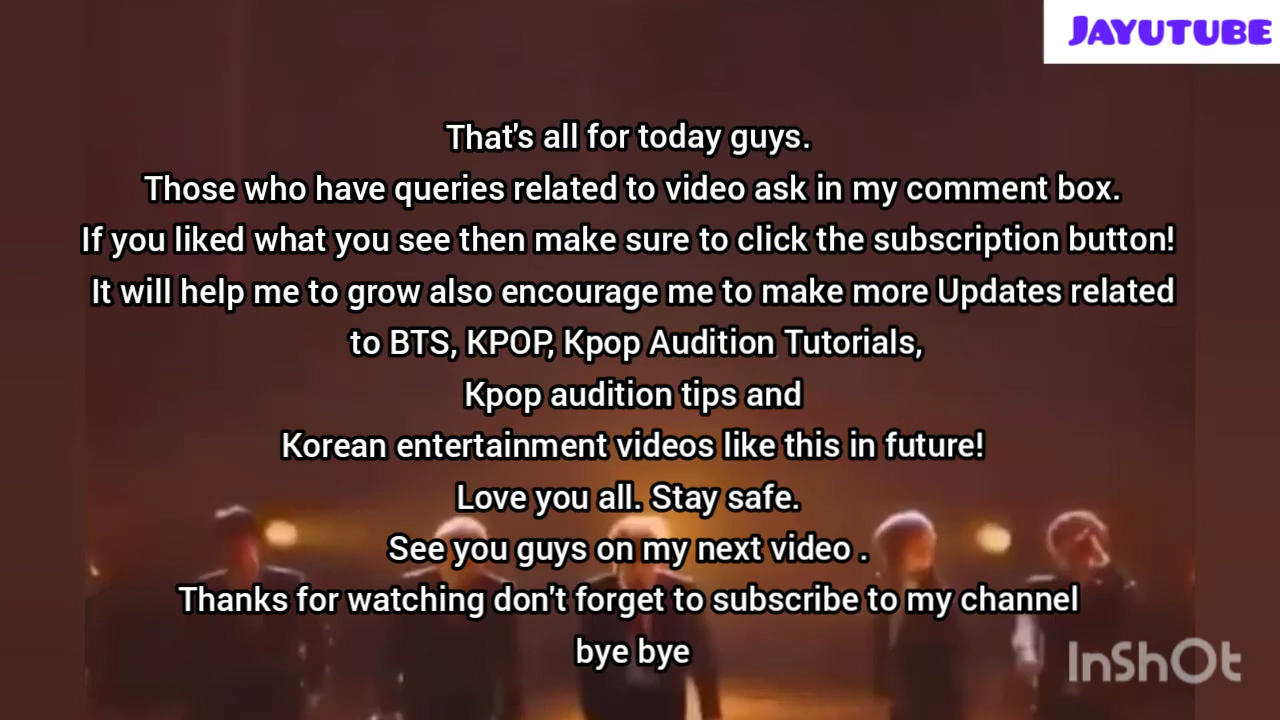 JAYUTUBE
That's all for today guys.
Those who have queries related to video ask in my comment box.
If you liked what you see then make sure to click the subscription button!
It will help me to grow also encourage me to make more Updates related
to BTS, KPOP, Kpop Audition Tutorials,
Kpop audition tips and
Korean entertainment videos like this in future!
Love you all. Stay safe.
See you guys on my next video .
Thanks for watching don't forget to subscribe to my channel
bye bye
InShOt